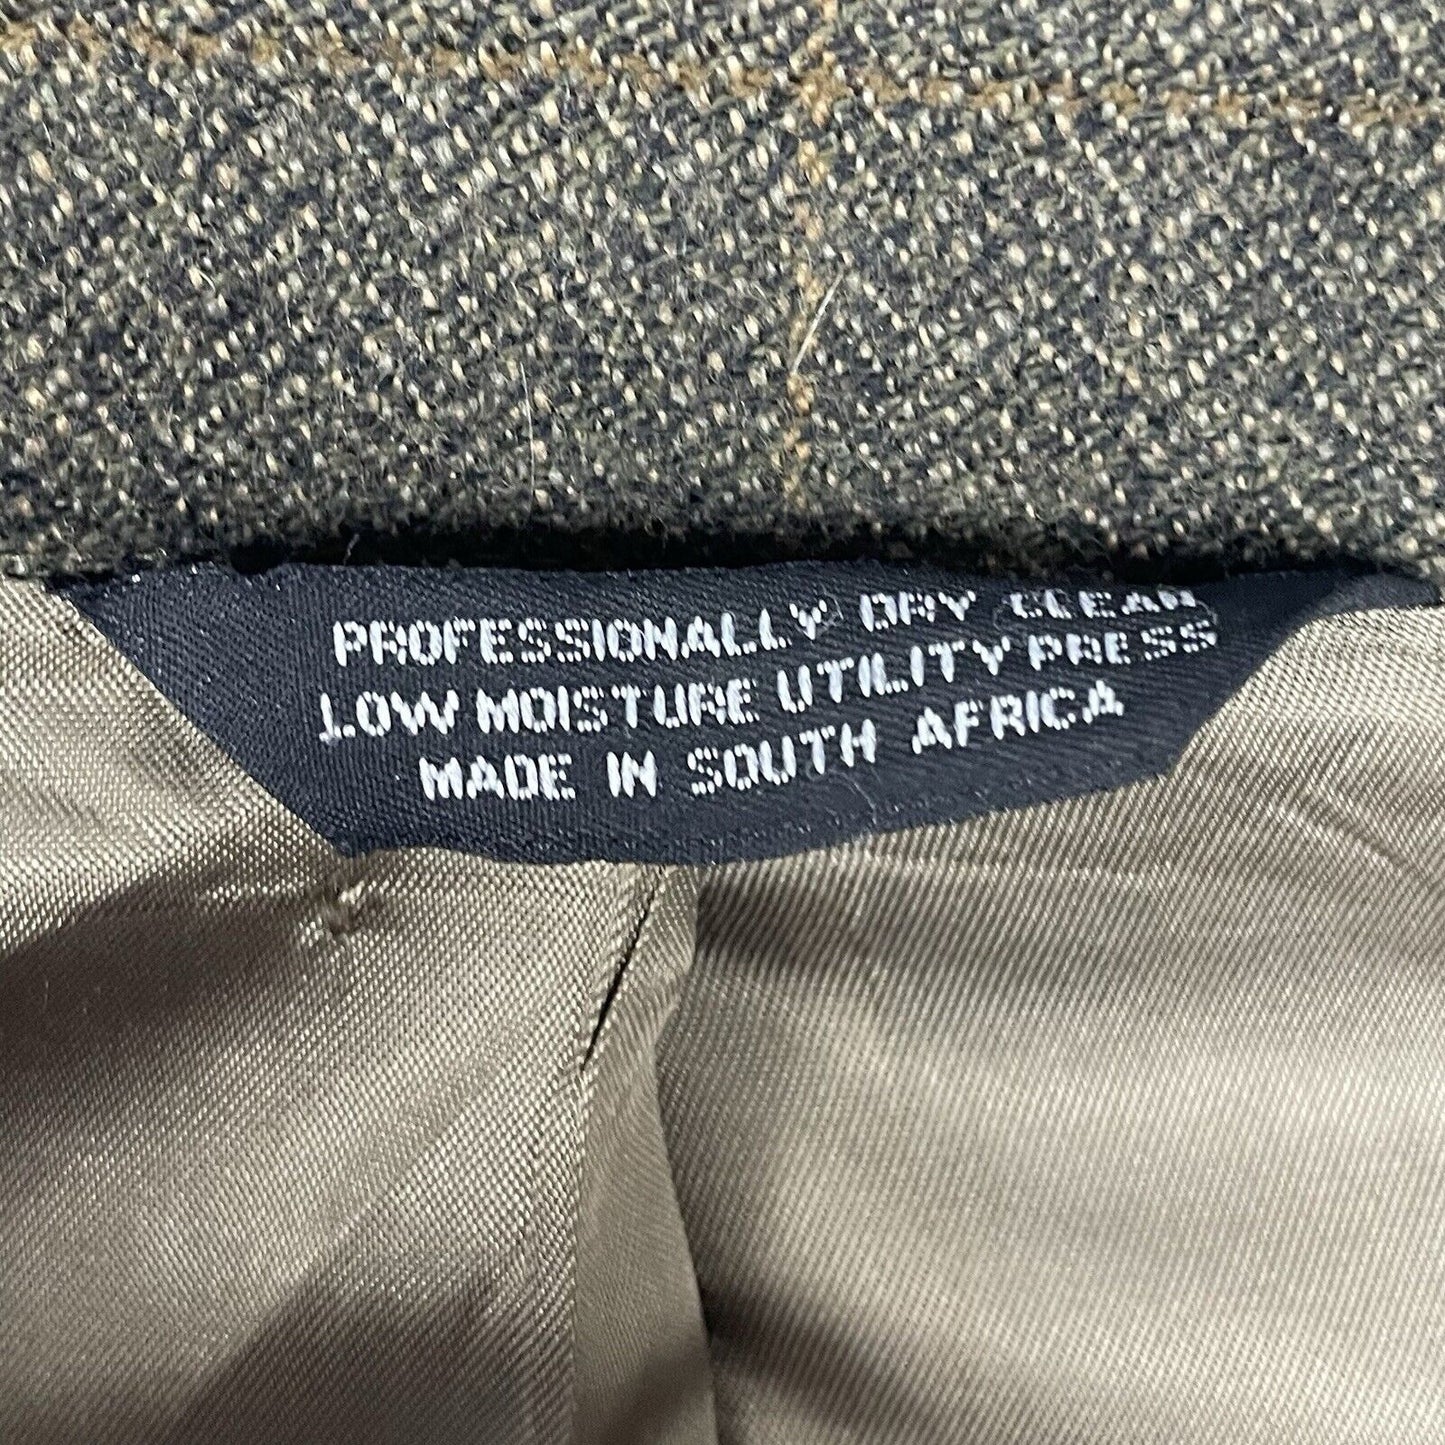 PROFESSIONALLY DRY CLEAN
LOW MOISTURE UTILITY PRESS
MADE IN SOUTH AFRICA